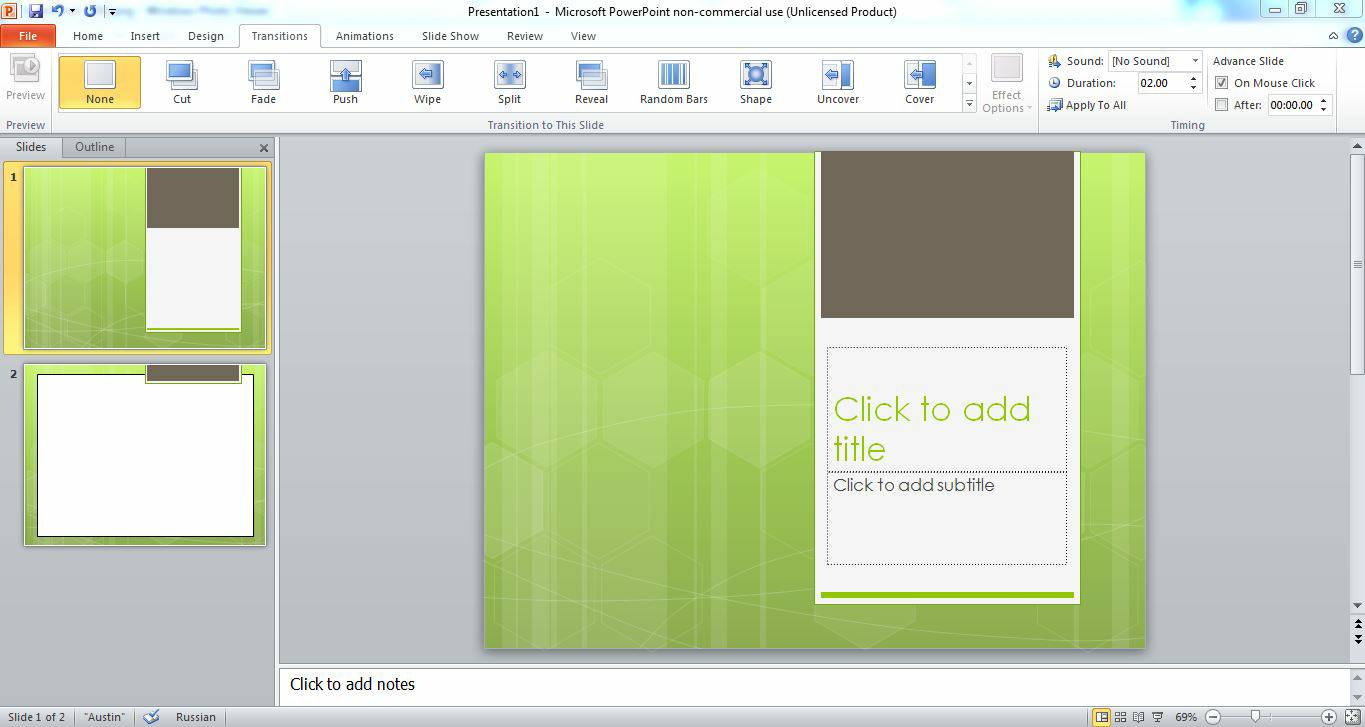 Presentation1 - Microsoft PowerPoint non-commercial use (Unlicensed Product)
File Home Insert Design Transitions Animations Slide Show Review View
Preview
None Cut Fade Push Wipe Split Reveal Random Bars Shape Uncover Cover
Effect
Options
Sound: [No Sound]
Duration: 02.00
Apply To All
Advance Slide
On Mouse Click
After: 00:00.00
Preview Transition to This Slide Timing
Slides Outline
1
2
Click to add
title
Click to add subtitle
Click to add notes
Slide 1 of 2 "Austin" Russian 69%